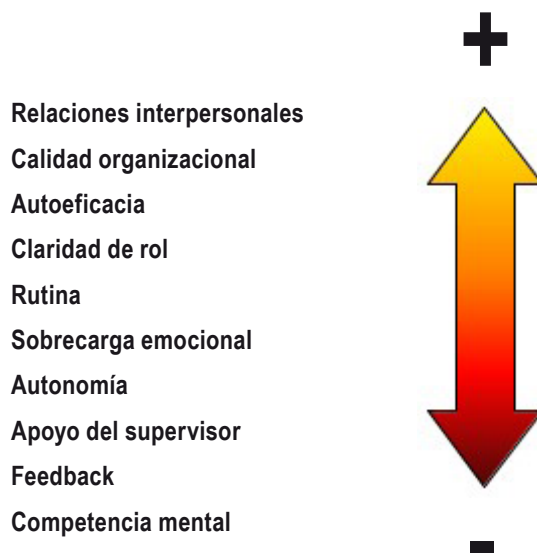 +
Relaciones interpersonales
Calidad organizacional
Autoeficacia
Claridad de rol
Rutina
Sobrecarga emocional
Autonomía
Apoyo del supervisor
Feedback
Competencia mental